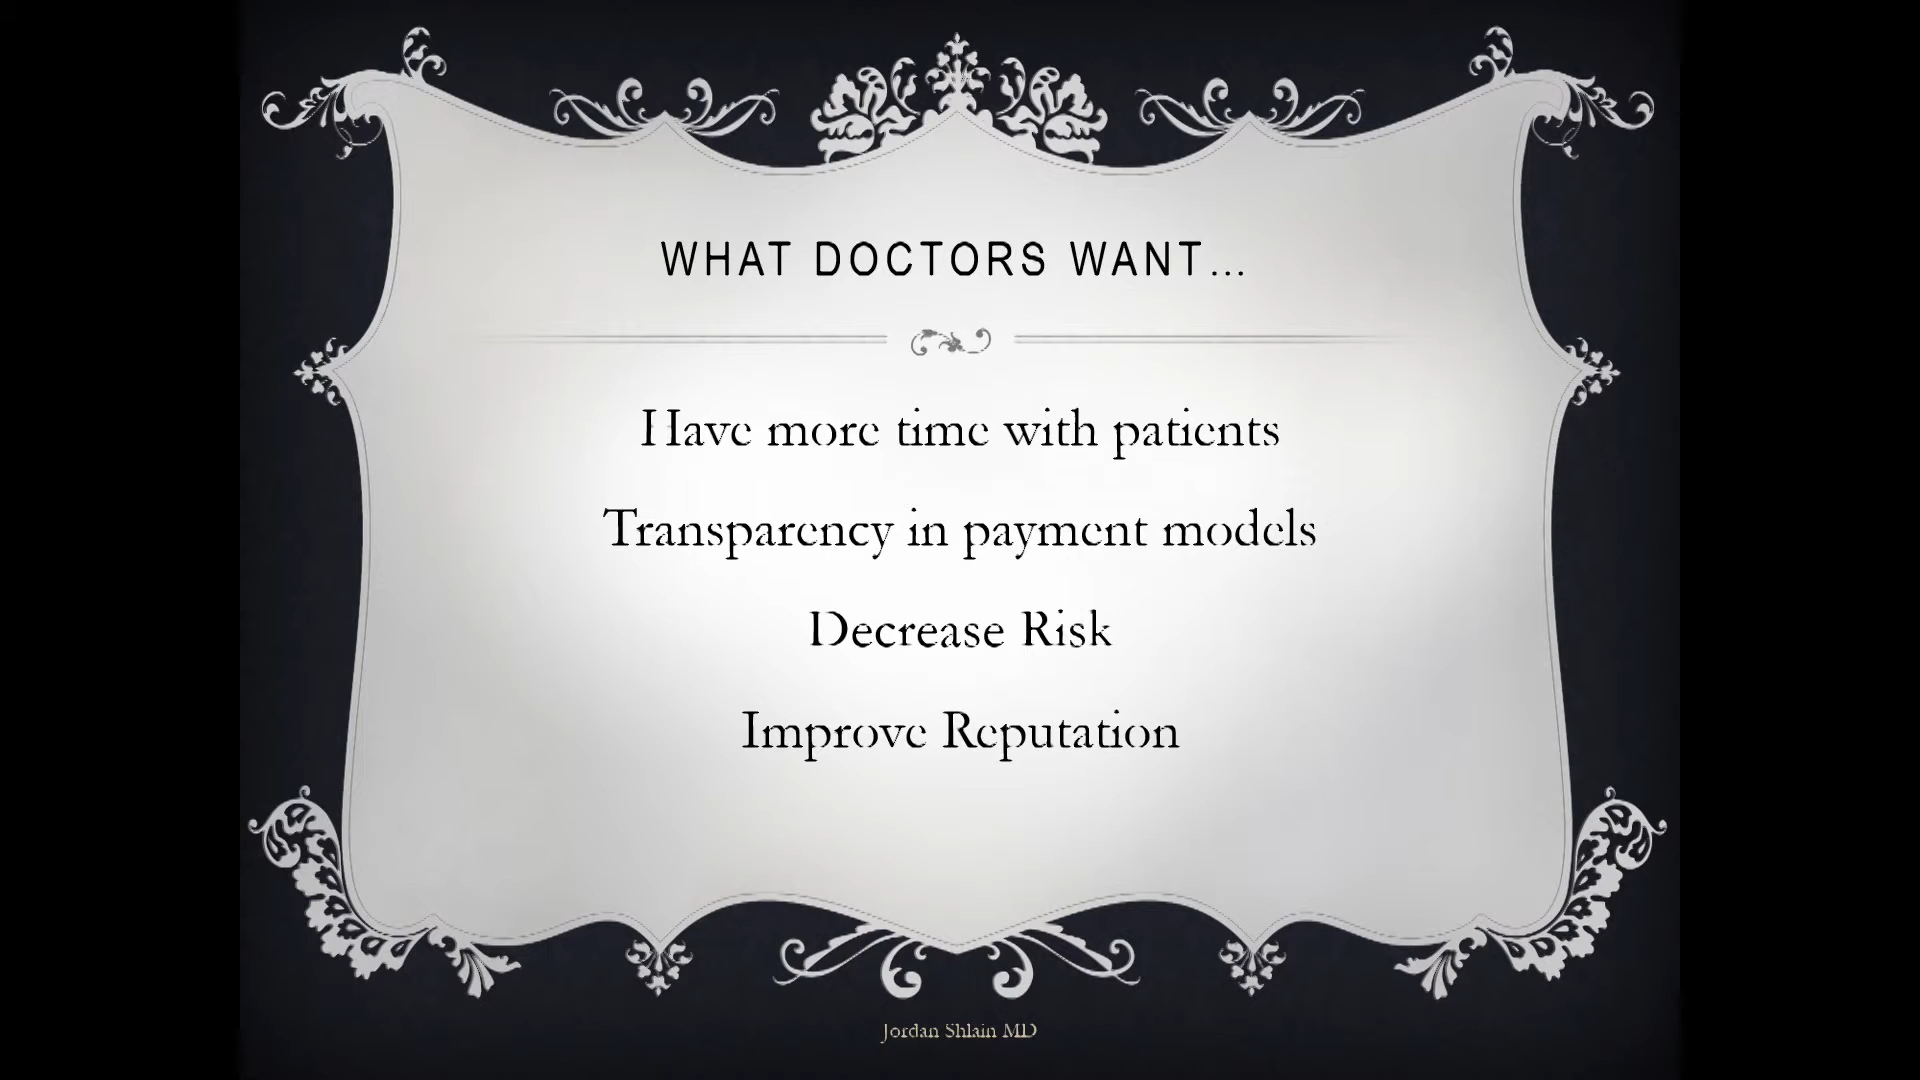 WHAT DOCTORS WANT...
Have more time with patients
Transparency in payment models
Decrease Risk
Improve Reputation
Jordan Shlain MD